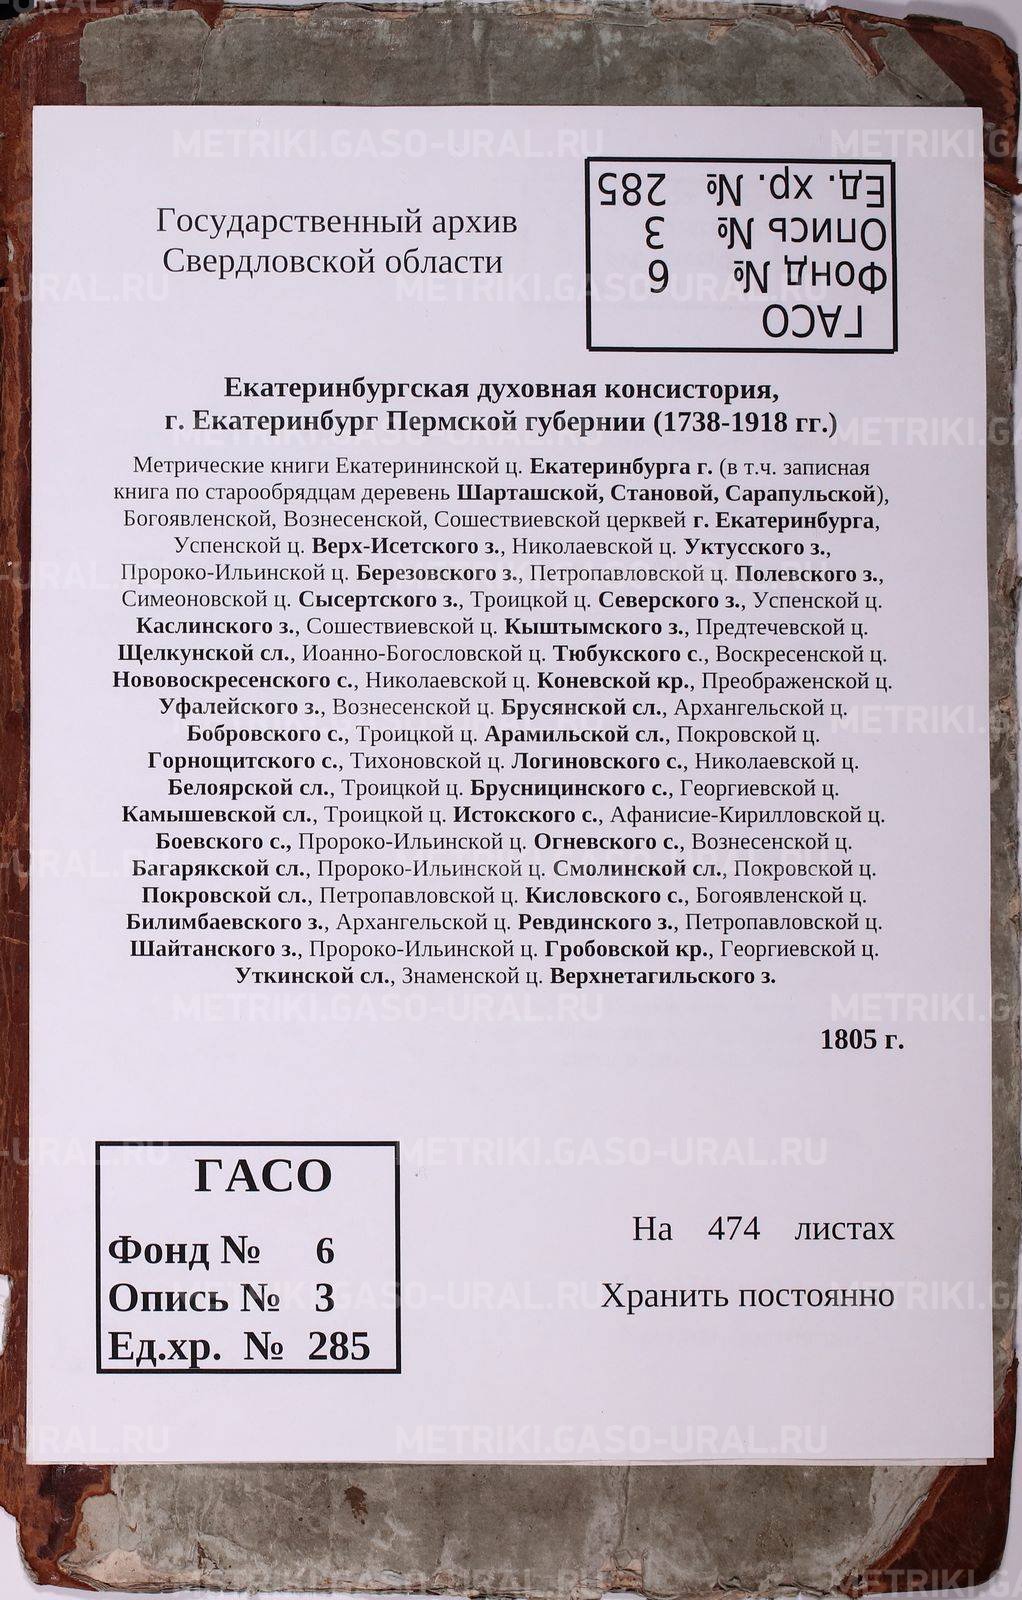 Государственный архив
Свердловской области
ГАСО
Фонд № 6
Опись № 3
Ед. хр. № 285
Екатеринбургская духовная консистория,
г. Екатеринбург Пермской губернии (1738-1918 гг.)
Метрические книги Екатерининской ц. Екатеринбурга г. (в т.ч. записная
книга по старообрядцам деревень Шарташской, Становой, Сарапульской),
Богоявленской, Вознесенской, Сошествиевской церквей г. Екатеринбурга,
Успенской ц. Верх-Исетского з., Николаевской ц. Уктусского з.,
Пророко-Ильинской ц. Березовского з., Петропавловской ц. Полевского з.,
Симеоновской ц. Сысертского з., Троицкой ц. Северского з., Успенской ц.
Каслинского з., Сошествиевской ц. Кыштымского з., Предтечевской ц.
Щелкунской сл., Иоанно-Богословской ц. Тюбукского с., Воскресенской ц.
Нововоскресенского с., Николаевской ц. Коневской кр., Преображенской ц.
Уфалейского з., Вознесенской ц. Брусянской сл., Архангельской ц.
Бобровского с., Троицкой ц. Арамильской сл., Покровской ц.
Горнощитского с., Тихоновской ц. Логиновского с., Николаевской ц.
Белоярской сл., Троицкой ц. Брусницинского с., Георгиевской ц.
Камышевской сл., Троицкой ц. Истокского с., Афанисие-Кирилловской ц.
Боевского с., Пророко-Ильинской ц. Огневского с., Вознесенской ц.
Багарякской сл., Пророко-Ильинской ц. Смолинской сл., Покровской ц.
Покровской сл., Петропавловской ц. Кисловского с., Богоявленской ц.
Билимбаевского з., Архангельской ц. Ревдинского з., Петропавловской ц.
Шайтанского з., Пророко-Ильинской ц. Гробовской кр., Георгиевской ц.
Уткинской сл., Знаменской ц. Верхнетагильского з.
1805 г.
ГАСО
Фонд № 6
Опись № 3
Ед.хр. № 285
На 474 листах
Хранить постоянно
METRIKI.GASO-URAL.RU